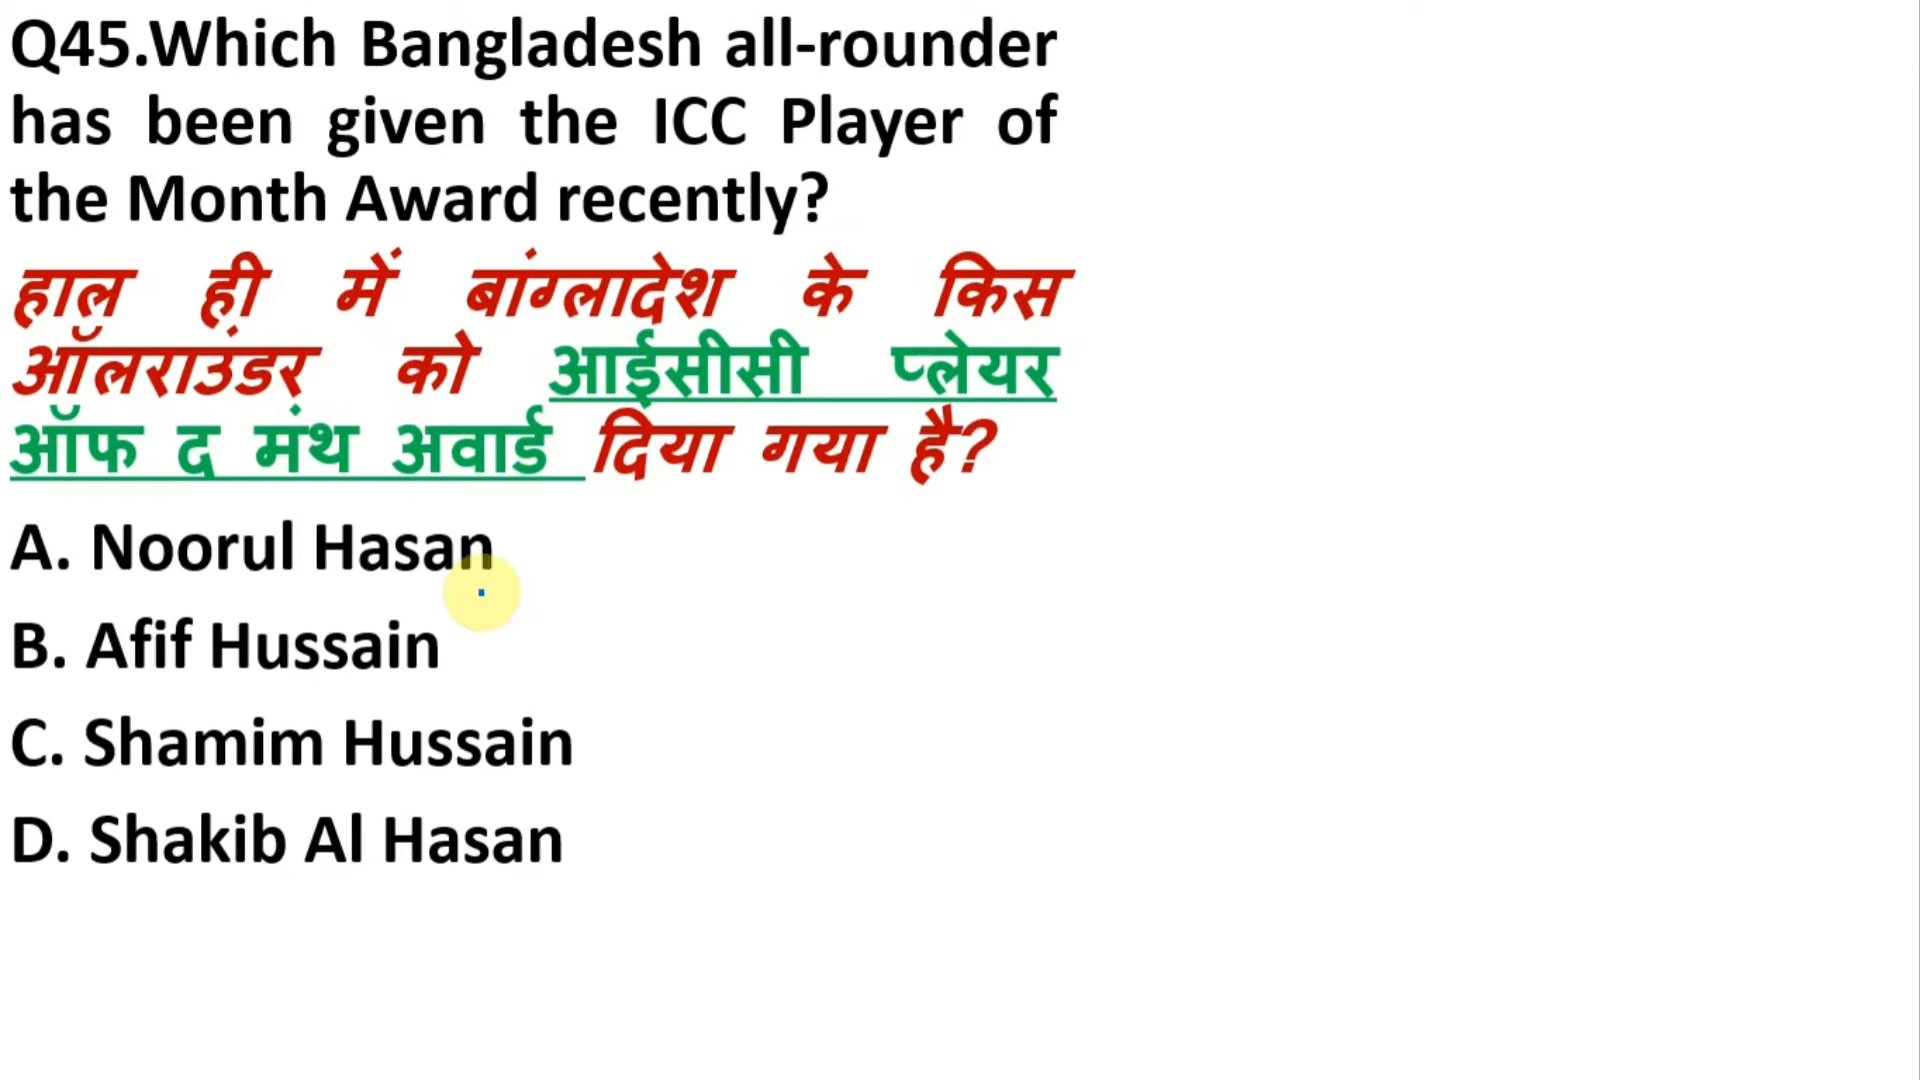 Q45.Which Bangladesh all-rounder
has been given the ICC Player of
the Month Award recently?
हाल ही में बांग्लादेश के किस
ऑलराउंडर को आईसीसी प्लेयर
ऑफ द मंथ अवार्ड दिया गया है?
A. Noorul Hasan
B. Afif Hussain
C. Shamim Hussain
D. Shakib Al Hasan